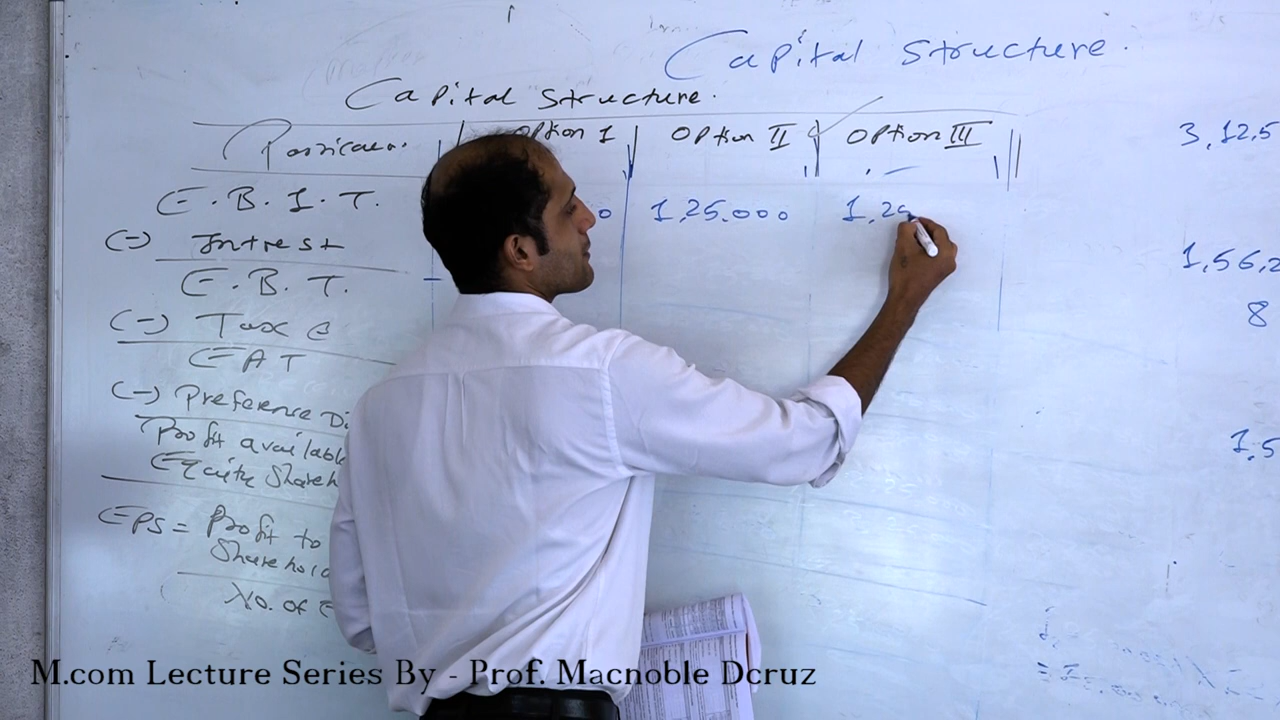 Capital Structure.
Capital Structure.
Option I Option II Option III
3,12,5
E.B.I.T. 1,25,000 1,25
(-) Intrest
1,56,2
E.B.T.
8
(-) Tax @
EAT
(-) Preference Di
Profit available
1,5
Equity Shareh
EPS = Profit to
Sharehold
No. of E
M.com Lecture Series By - Prof. Macnoble Dcruz